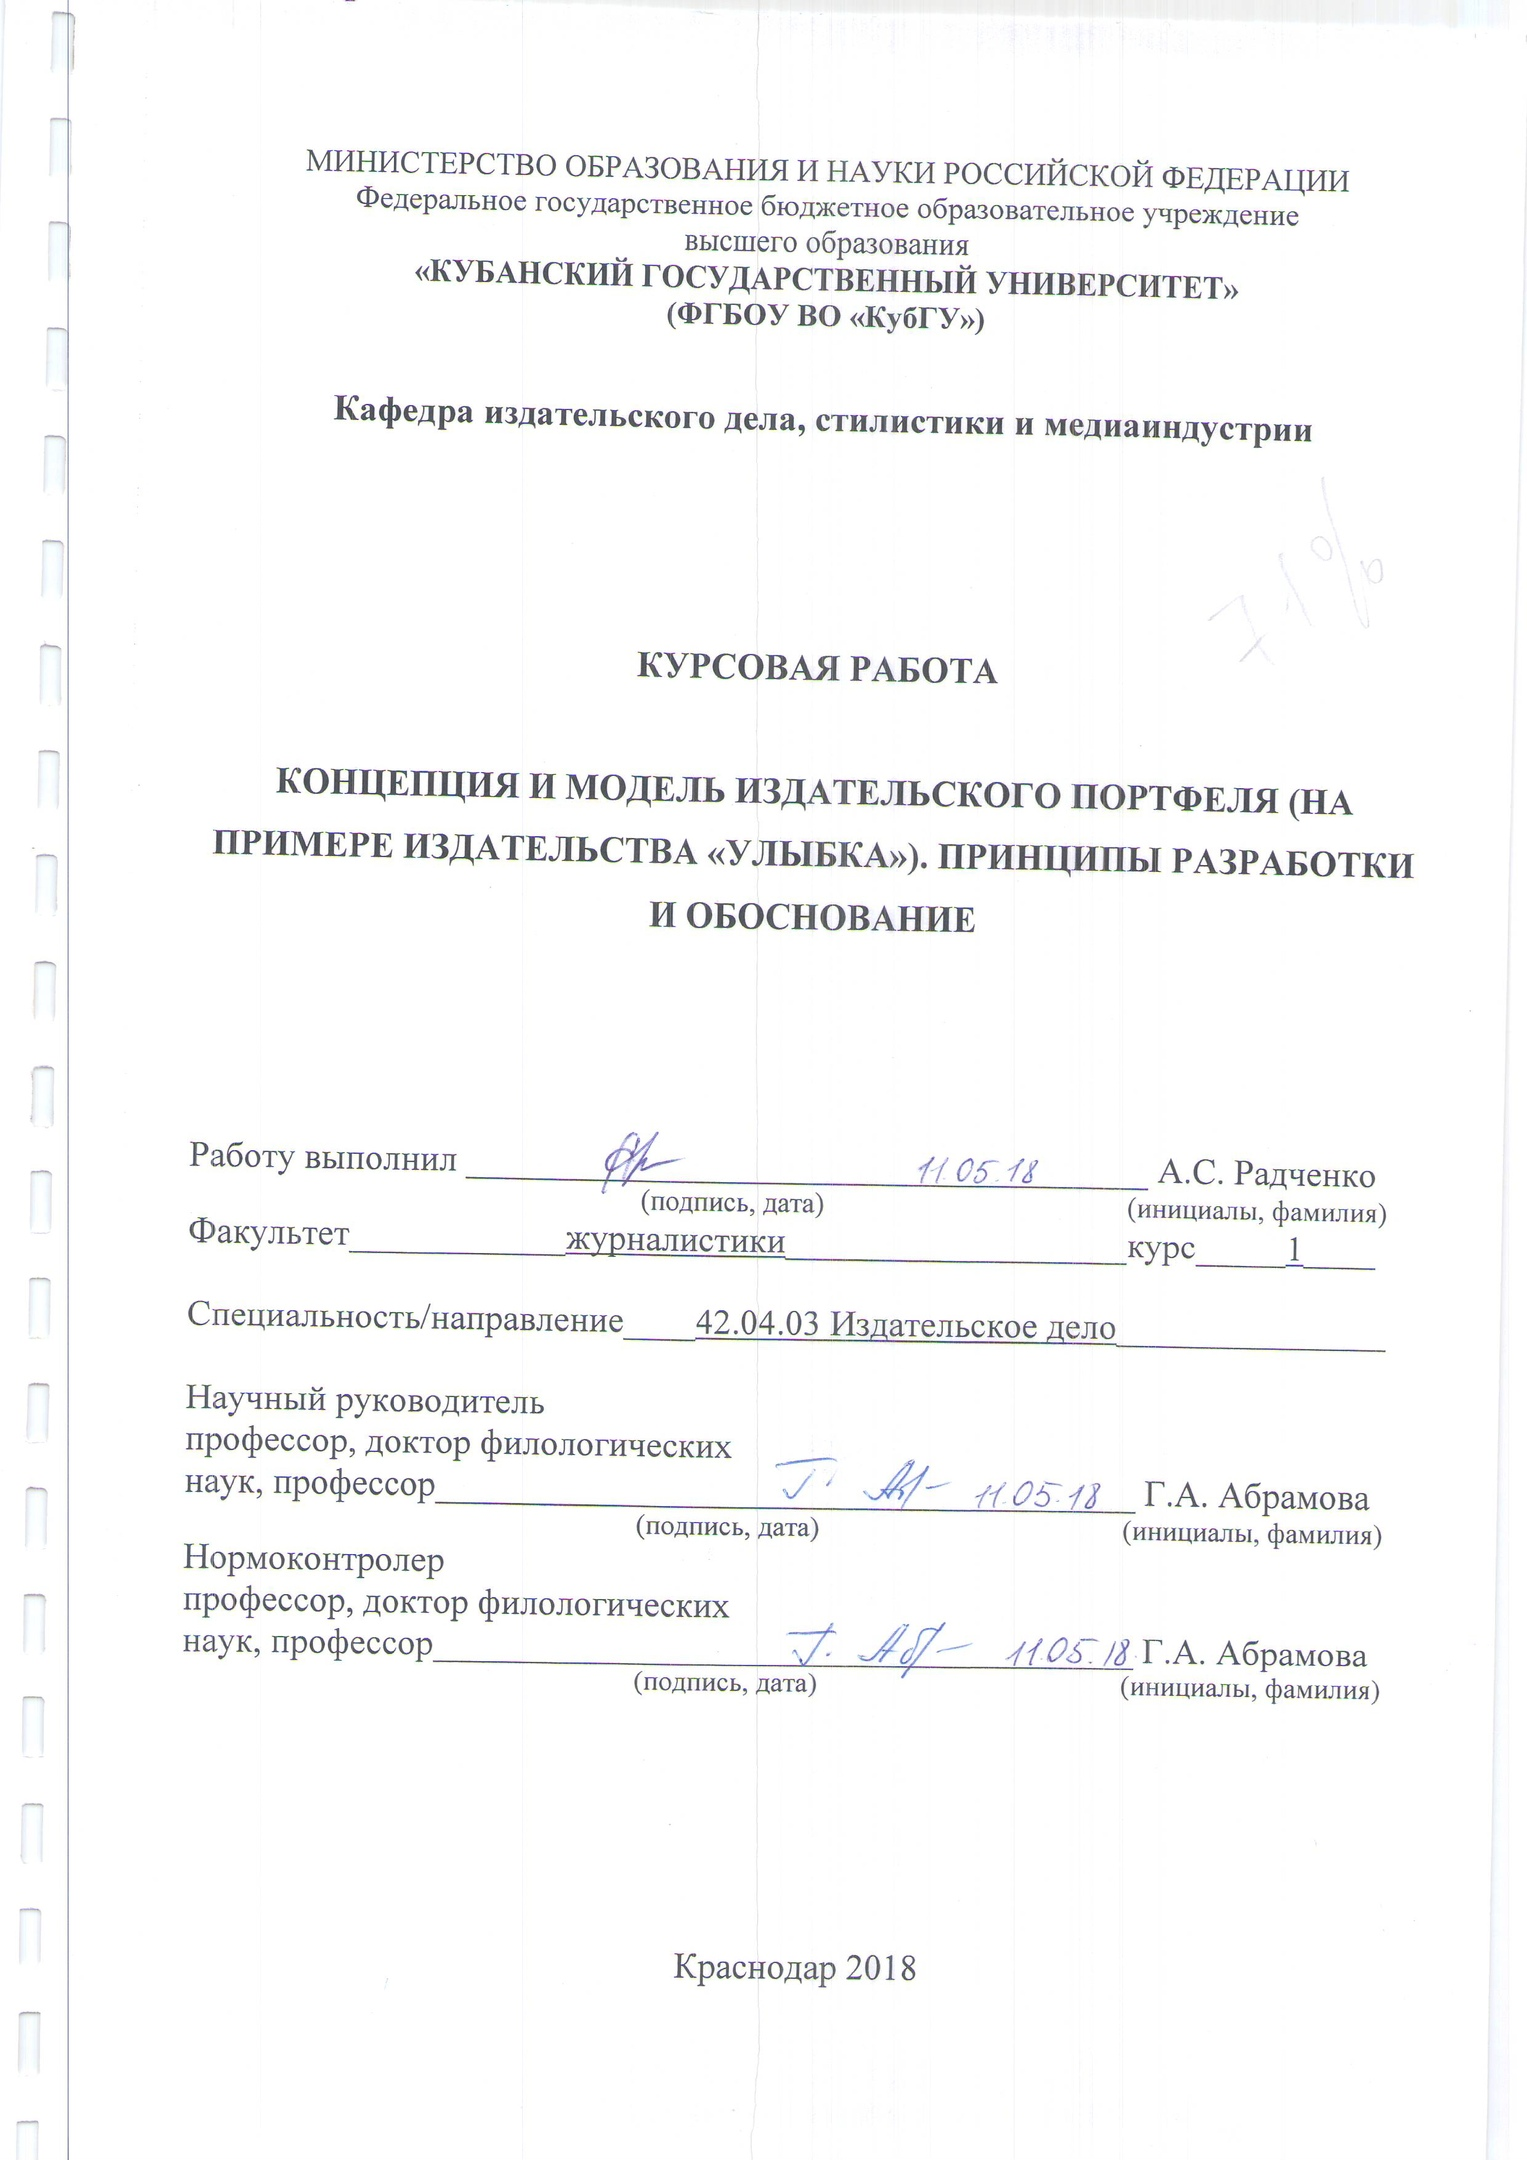 МИНИСТЕРСТВО ОБРАЗОВАНИЯ И НАУКИ РОССИЙСКОЙ ФЕДЕРАЦИИ
Федеральное государственное бюджетное образовательное учреждение
высшего образования
«КУБАНСКИЙ ГОСУДАРСТВЕННЫЙ УНИВЕРСИТЕТ»
(ФГБОУ ВО «КубГУ»)
Кафедра издательского дела, стилистики и медиаиндустрии
КУРСОВАЯ РАБОТА
КОНЦЕПЦИЯ И МОДЕЛЬ ИЗДАТЕЛЬСКОГО ПОРТФЕЛЯ (НА
ПРИМЕРЕ ИЗДАТЕЛЬСТВА «УЛЫБКА»). ПРИНЦИПЫ РАЗРАБОТКИ
И ОБОСНОВАНИЕ
Работу выполнил 11.05.18 А.С. Радченко
(подпись, дата) (инициалы, фамилия)
Факультет журналистики курс 1
Специальность/направление 42.04.03 Издательское дело
Научный руководитель
профессор, доктор филологических
наук, профессор 11.05.18 Г.А. Абрамова
(подпись, дата) (инициалы, фамилия)
Нормоконтролер
профессор, доктор филологических
наук, профессор 11.05.18 Г.А. Абрамова
(подпись, дата) (инициалы, фамилия)
Краснодар 2018